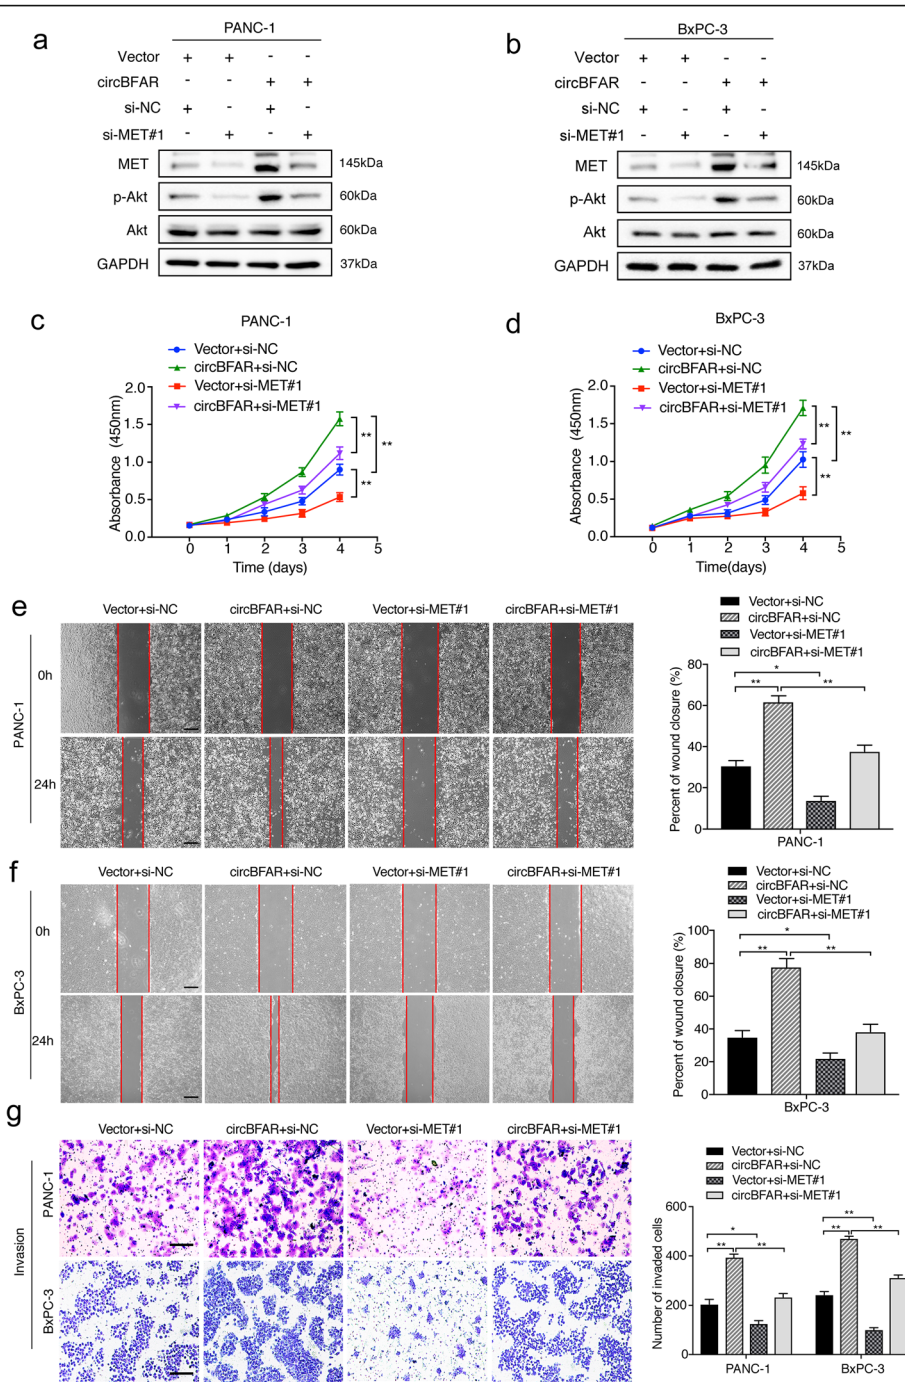 a
PANC-1
Vector + + - -
circBFAR - - + +
si-NC + - + -
si-MET#1 - + - +
MET 145kDa
p-Akt 60kDa
Akt 60kDa
GAPDH 37kDa
b
BxPC-3
Vector + + - -
circBFAR - - + +
si-NC + - + -
si-MET#1 - + - +
MET 145kDa
p-Akt 60kDa
Akt 60kDa
GAPDH 37kDa
c
PANC-1
Vector+si-NC
circBFAR+si-NC
Vector+si-MET#1
circBFAR+si-MET#1
Absorbance (450nm)
2.0
1.5
1.0
0.5
0.0
** ** **
0 1 2 3 4 5
Time(days)
d
BxPC-3
Vector+si-NC
circBFAR+si-NC
Vector+si-MET#1
circBFAR+si-MET#1
Absorbance (450nm)
2.0
1.5
1.0
0.5
0.0
** ** **
0 1 2 3 4 5
Time(days)
e
Vector+si-NC circBFAR+si-NC Vector+si-MET#1 circBFAR+si-MET#1
PANC-1
0h
24h
Vector+si-NC
circBFAR+si-NC
Vector+si-MET#1
circBFAR+si-MET#1
Percent of wound closure (%)
80
60
40
20
0
*
** **
PANC-1
f
Vector+si-NC circBFAR+si-NC Vector+si-MET#1 circBFAR+si-MET#1
BxPC-3
0h
24h
Vector+si-NC
circBFAR+si-NC
Vector+si-MET#1
circBFAR+si-MET#1
Percent of wound closure (%)
100
80
60
40
20
0
*
** **
BxPC-3
g
Vector+si-NC circBFAR+si-NC Vector+si-MET#1 circBFAR+si-MET#1
Invasion
PANC-1
BxPC-3
Vector+si-NC
circBFAR+si-NC
Vector+si-MET#1
circBFAR+si-MET#1
Number of invaded cells
600
400
200
0
*
** **
**
** **
PANC-1 BxPC-3